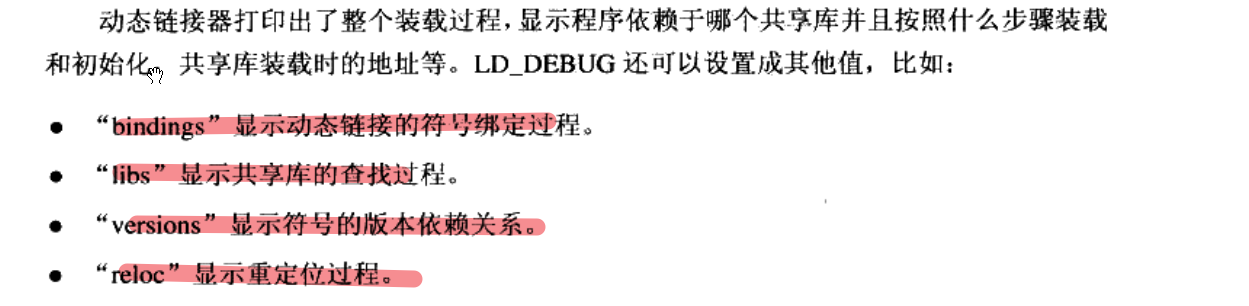 动态链接器打印出了整个装载过程，显示程序依赖于哪个共享库并且按照什么步骤装载
和初始化、共享库装载时的地址等。LD_DEBUG 还可以设置成其他值，比如：
● “bindings” 显示动态链接的符号绑定过程。
● “libs” 显示共享库的查找过程。
● “versions” 显示符号的版本依赖关系。
● “reloc” 显示重定位过程。